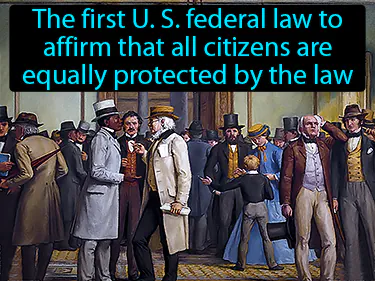 The first U. S. federal law to
affirm that all citizens are
equally protected by the law